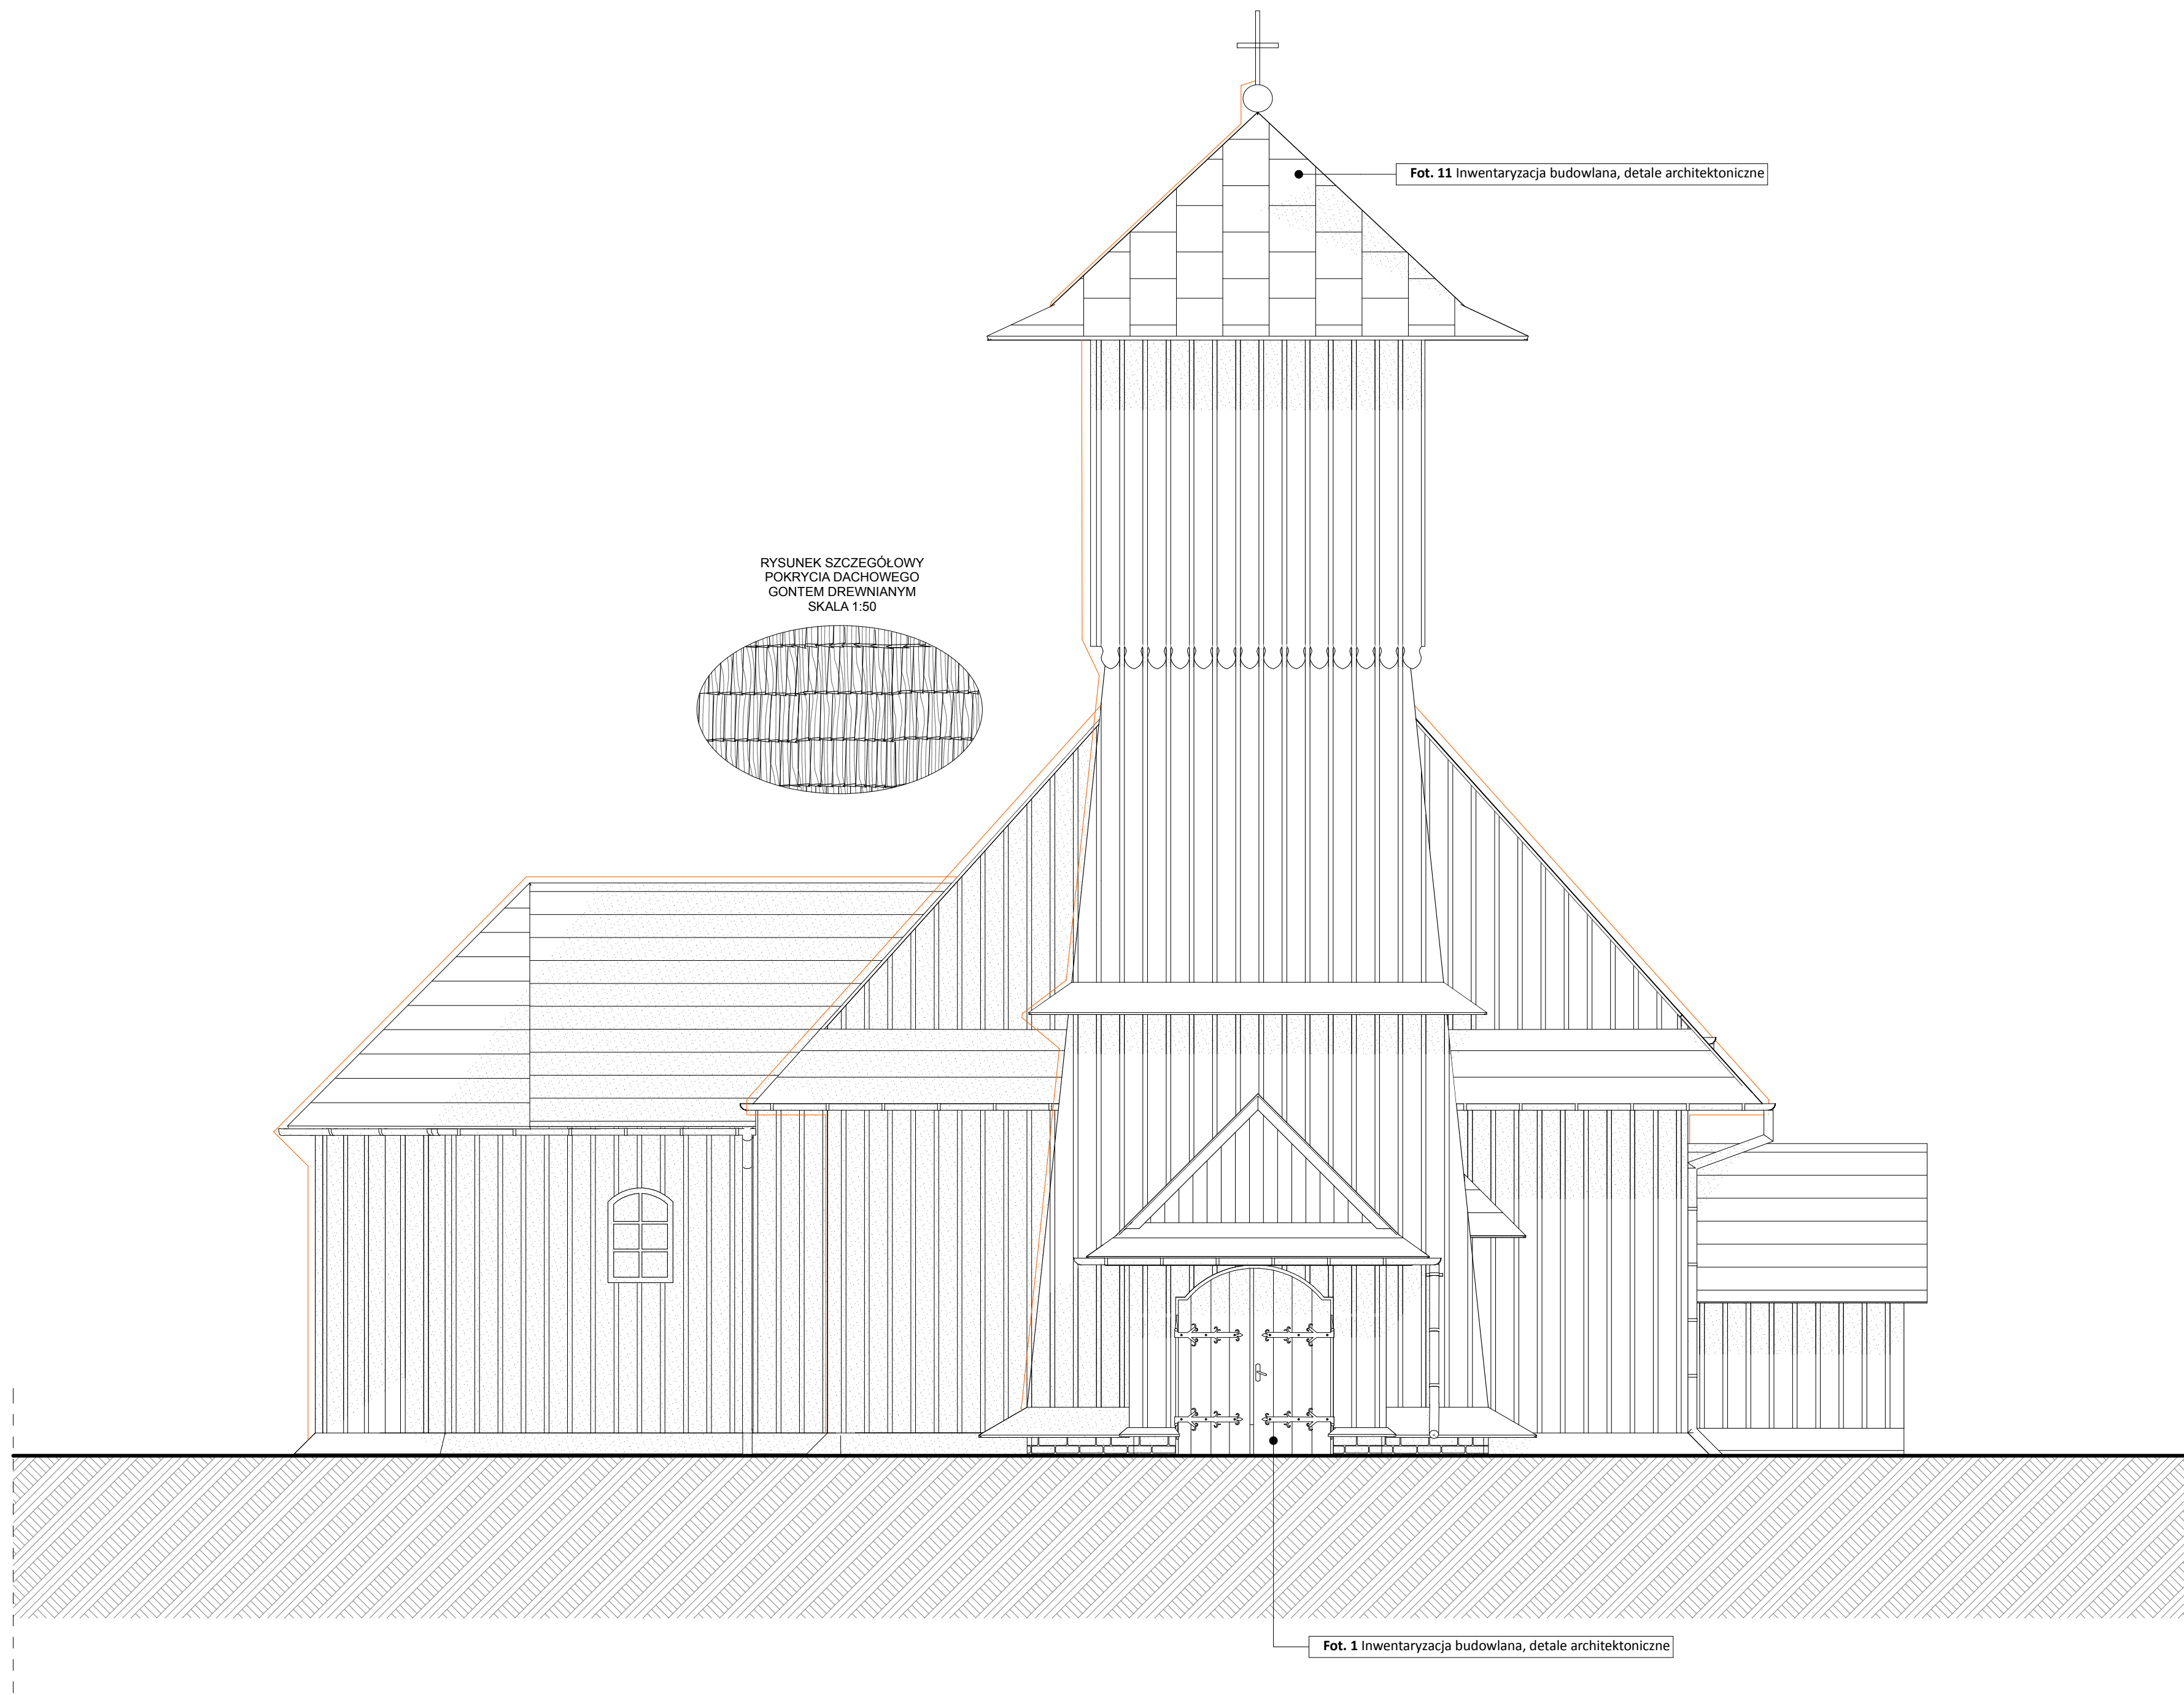 Fot. 11 Inwentaryzacja budowlana, detale architektoniczne
RYSUNEK SZCZEGÓŁOWY
POKRYCIA DACHOWEGO
GONTEM DREWNIANYM
SKALA 1:50
Fot. 1 Inwentaryzacja budowlana, detale architektoniczne